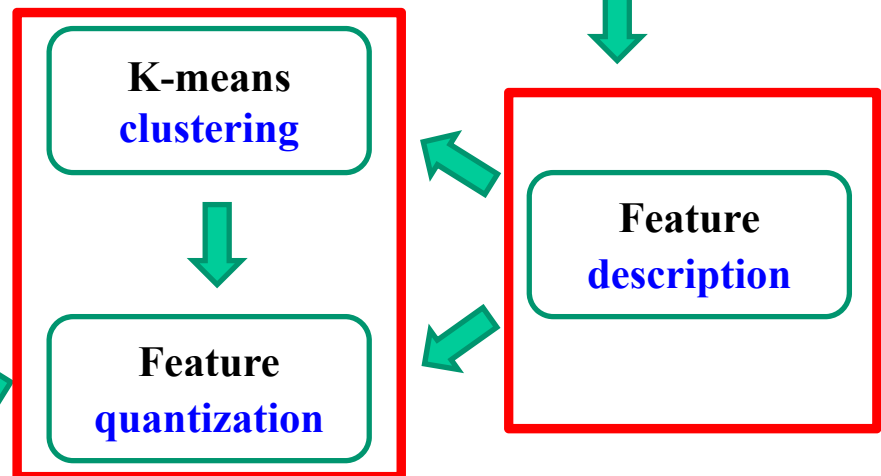 K-means
clustering
Feature
description
Feature
quantization